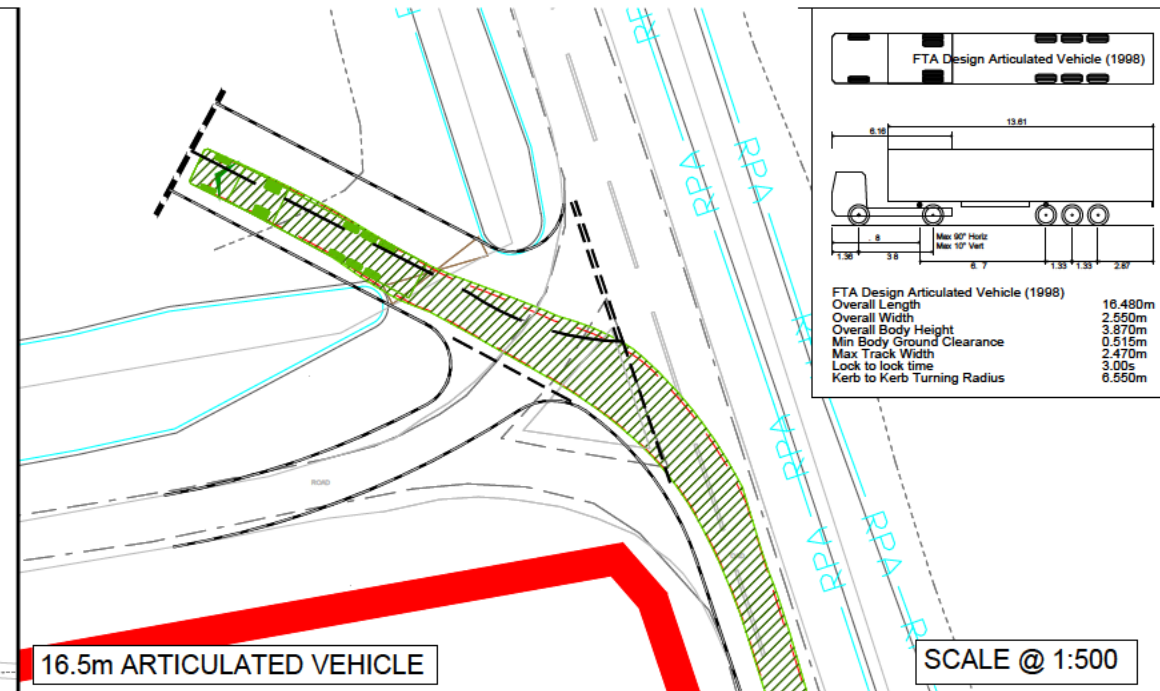 FTA Design Articulated Vehicle (1998)
13.61
6.16
Max 90° Horiz
Max 10° Vert
1.36
3.8
1.33
1.33
2.87
FTA Design Articulated Vehicle (1998)
Overall Length 16.480m
Overall Width 2.550m
Overall Body Height 3.870m
Min Body Ground Clearance 0.515m
Max Track Width 2.470m
Lock to lock time 3.00s
Kerb to Kerb Turning Radius 6.550m
RPA
RPA
RPA
RPA
RPA
RPA
RPA
ROAD
16.5m ARTICULATED VEHICLE
SCALE @ 1:500